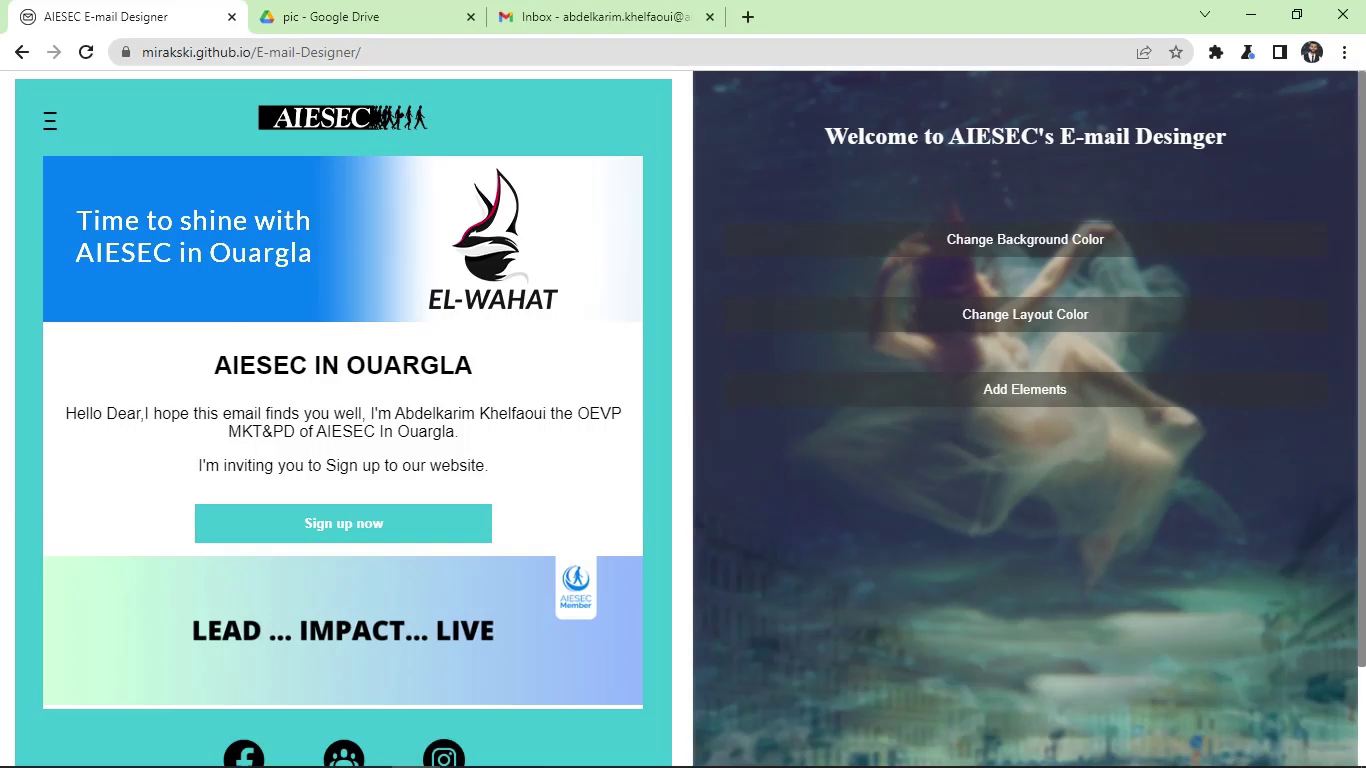 AIESEC E-mail Designer
pic - Google Drive
Inbox - abdelkarim.khelfaoui@a
mirakski.github.io/E-mail-Designer/
AIESEC
Time to shine with
AIESEC in Ouargla
EL-WAHAT
AIESEC IN OUARGLA
Hello Dear,I hope this email finds you well, I'm Abdelkarim Khelfaoui the OEVP
MKT&PD of AIESEC In Ouargla.
I'm inviting you to Sign up to our website.
Sign up now
AIESEC
Member
LEAD ... IMPACT... LIVE
Welcome to AIESEC's E-mail Desinger
Change Background Color
Change Layout Color
Add Elements